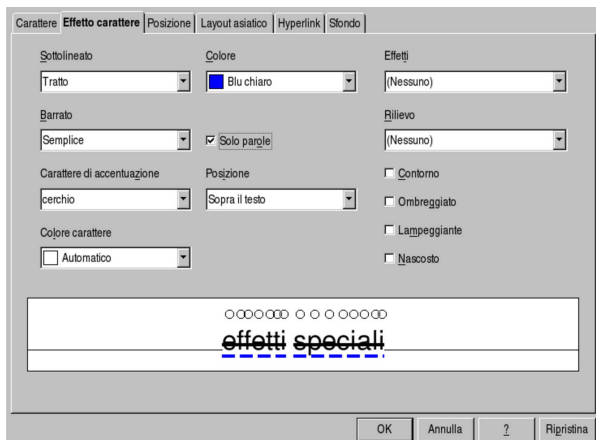 Carattere Effetto carattere Posizione Layout asiatico Hyperlink Sfondo
Sottolineato Colore Effetti
Tratto Blu chiaro (Nessuno)
Barrato Rilievo
Semplice Solo parole (Nessuno)
Carattere di accentuazione Posizione Contorno
cerchio Sopra il testo Ombreggiato
Colore carattere Lampeggiante
Automatico Nascosto
effetti speciali
OK Annulla ? Ripristina